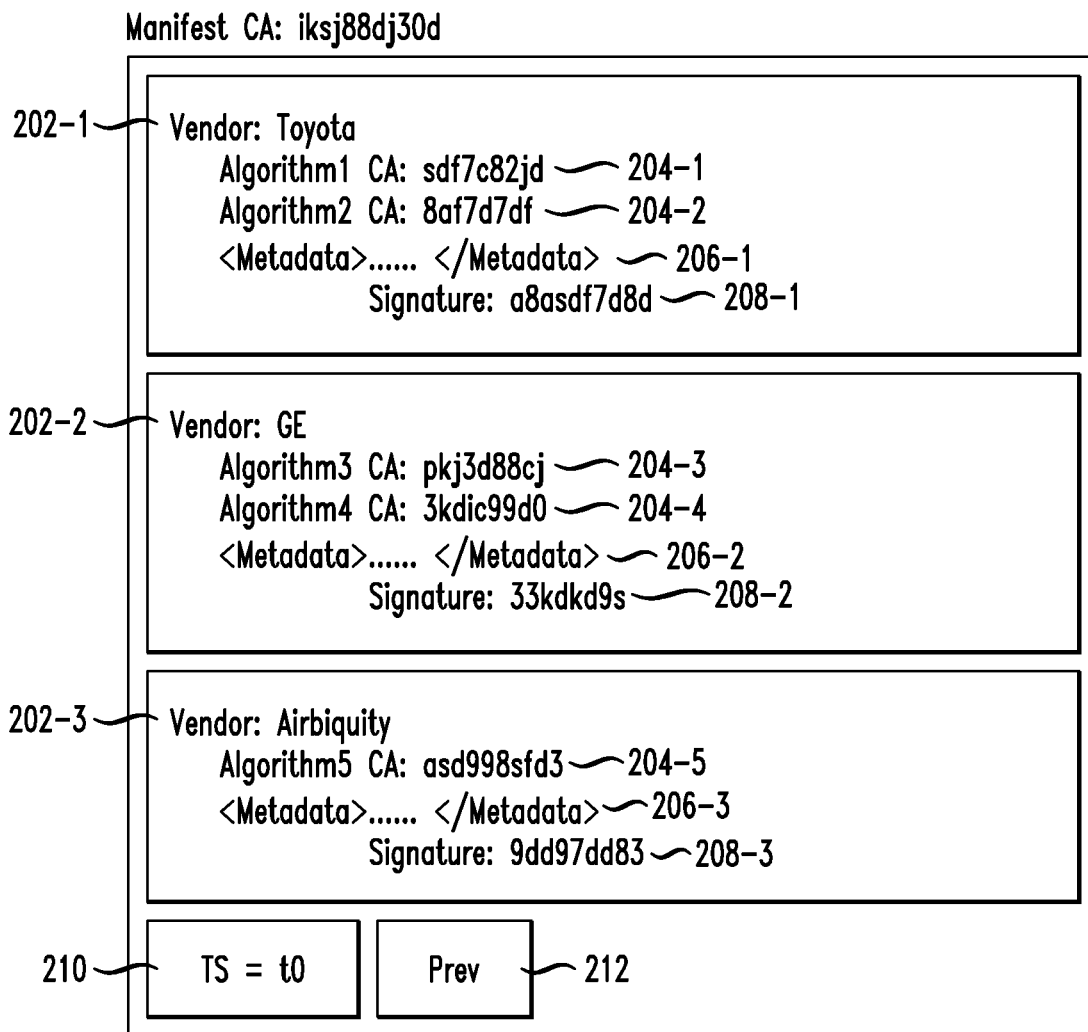 Manifest CA: iksj88dj30d
202-1 Vendor: Toyota
Algorithm1 CA: sdf7c82jd 204-1
Algorithm2 CA: 8af7d7df 204-2
<Metadata>...... </Metadata> 206-1
Signature: a8asdf7d8d 208-1
202-2 Vendor: GE
Algorithm3 CA: pkj3d88cj 204-3
Algorithm4 CA: 3kdic99d0 204-4
<Metadata>...... </Metadata> 206-2
Signature: 33kdkd9s 208-2
202-3 Vendor: Airbiquity
Algorithm5 CA: asd998sfd3 204-5
<Metadata>...... </Metadata> 206-3
Signature: 9dd97dd83 208-3
210 TS = t0 Prev 212